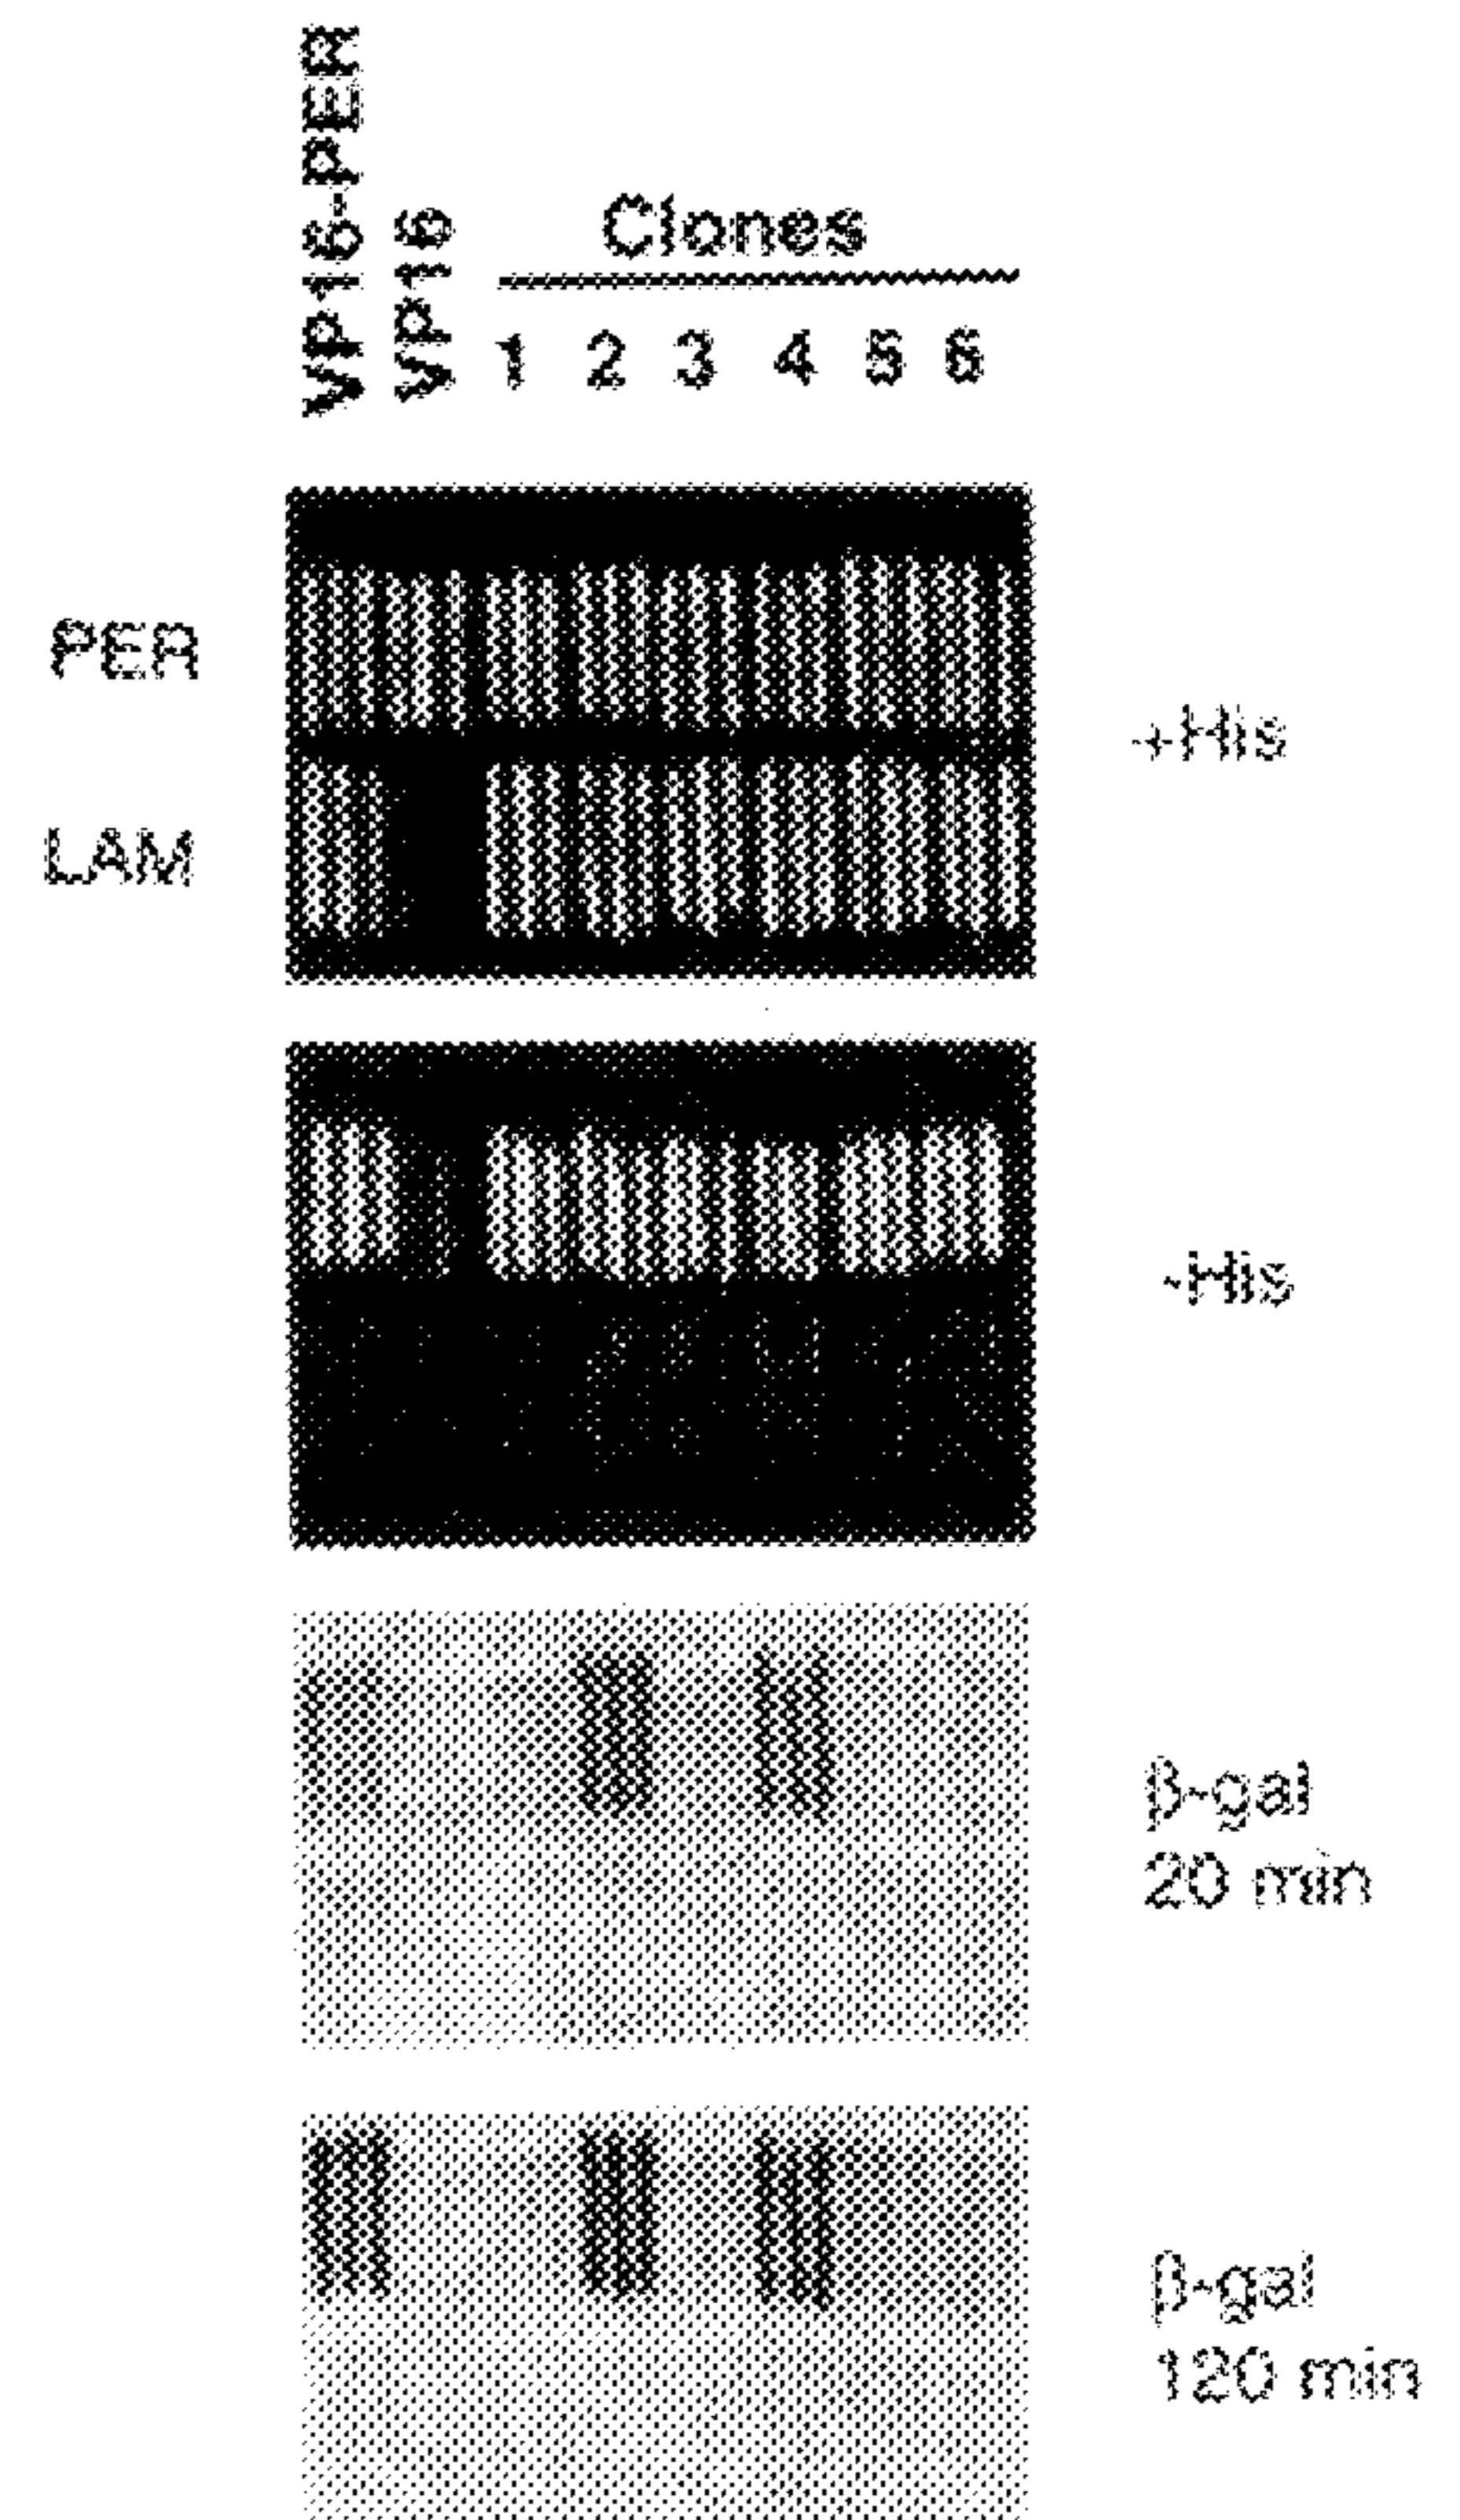 VP16-PER
VP16
Clones
1 2 3 4 5 6
PER
+His
LAM
-His
β-gal
20 min
β-gal
120 min